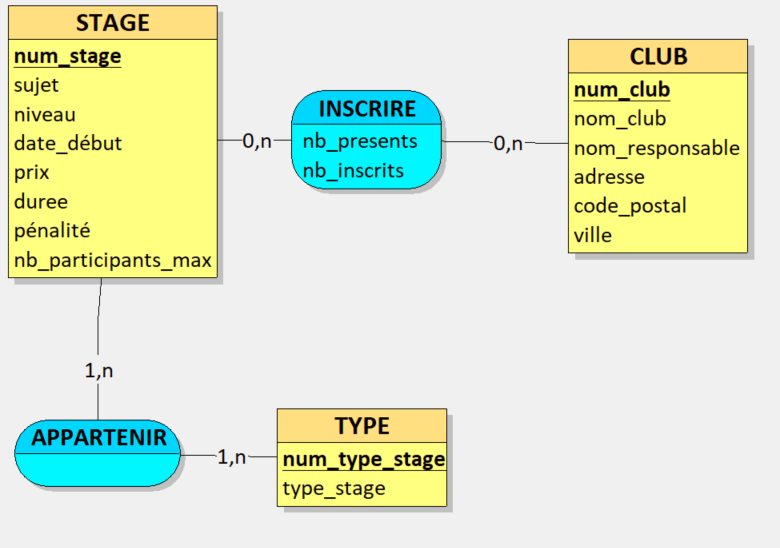 STAGE
num_stage
sujet
niveau
date_début
prix
duree
pénalité
nb_participants_max
0,n
INSCRIRE
nb_presents
nb_inscrits
0,n
CLUB
num_club
nom_club
nom_responsable
adresse
code_postal
ville
1,n
APPARTENIR
1,n
TYPE
num_type_stage
type_stage